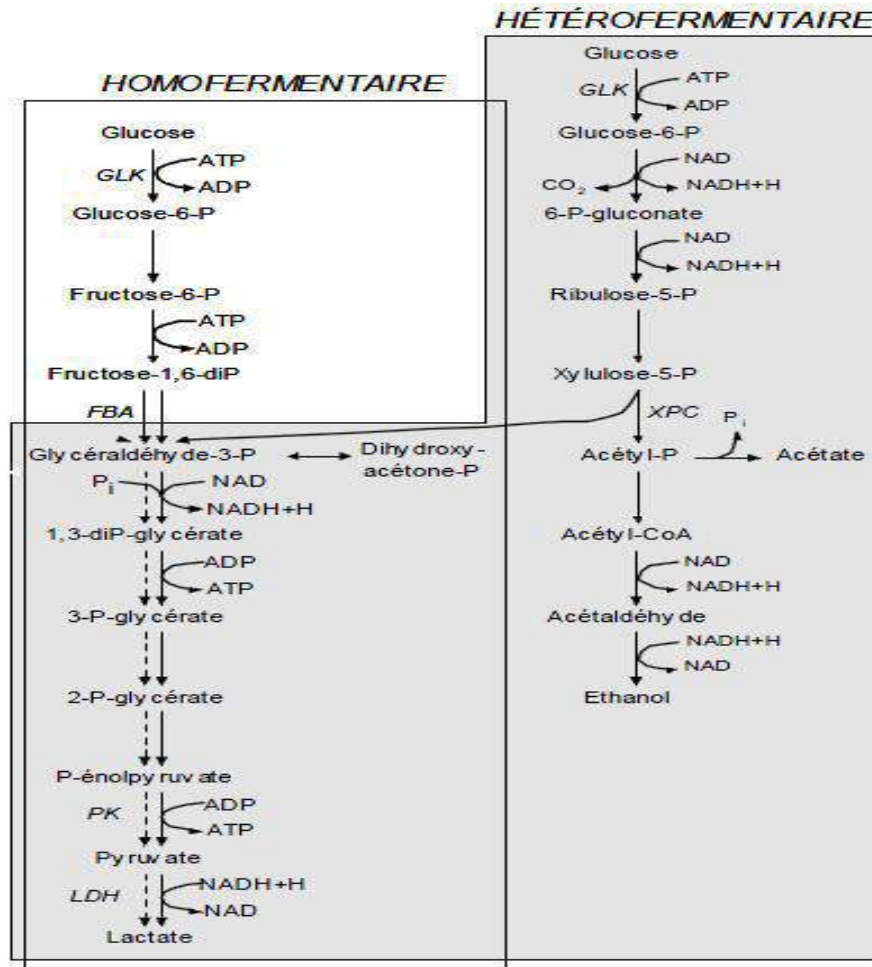 HÉTÉROFERMENTAIRE
HOMOFERMENTAIRE
Glucose
GLK
ATP
ADP
Glucose-6-P
Fructose-6-P
ATP
ADP
Fructose-1,6-diP
FBA
Glycéraldéhyde-3-P
Dihydroxy-
acétone-P
Pi
NAD
NADH+H
1,3-diP-glycérate
ADP
ATP
3-P-glycérate
2-P-glycérate
P-énolpyruvate
PK
ADP
ATP
Pyruvate
LDH
NADH+H
NAD
Lactate
Glucose
GLK
ATP
ADP
Glucose-6-P
NAD
CO2
NADH+H
6-P-gluconate
NAD
NADH+H
Ribulose-5-P
Xylulose-5-P
XPC
Pi
Acétyl-P
Acétate
Acétyl-CoA
NAD
NADH+H
Acétaldéhyde
NADH+H
NAD
Ethanol